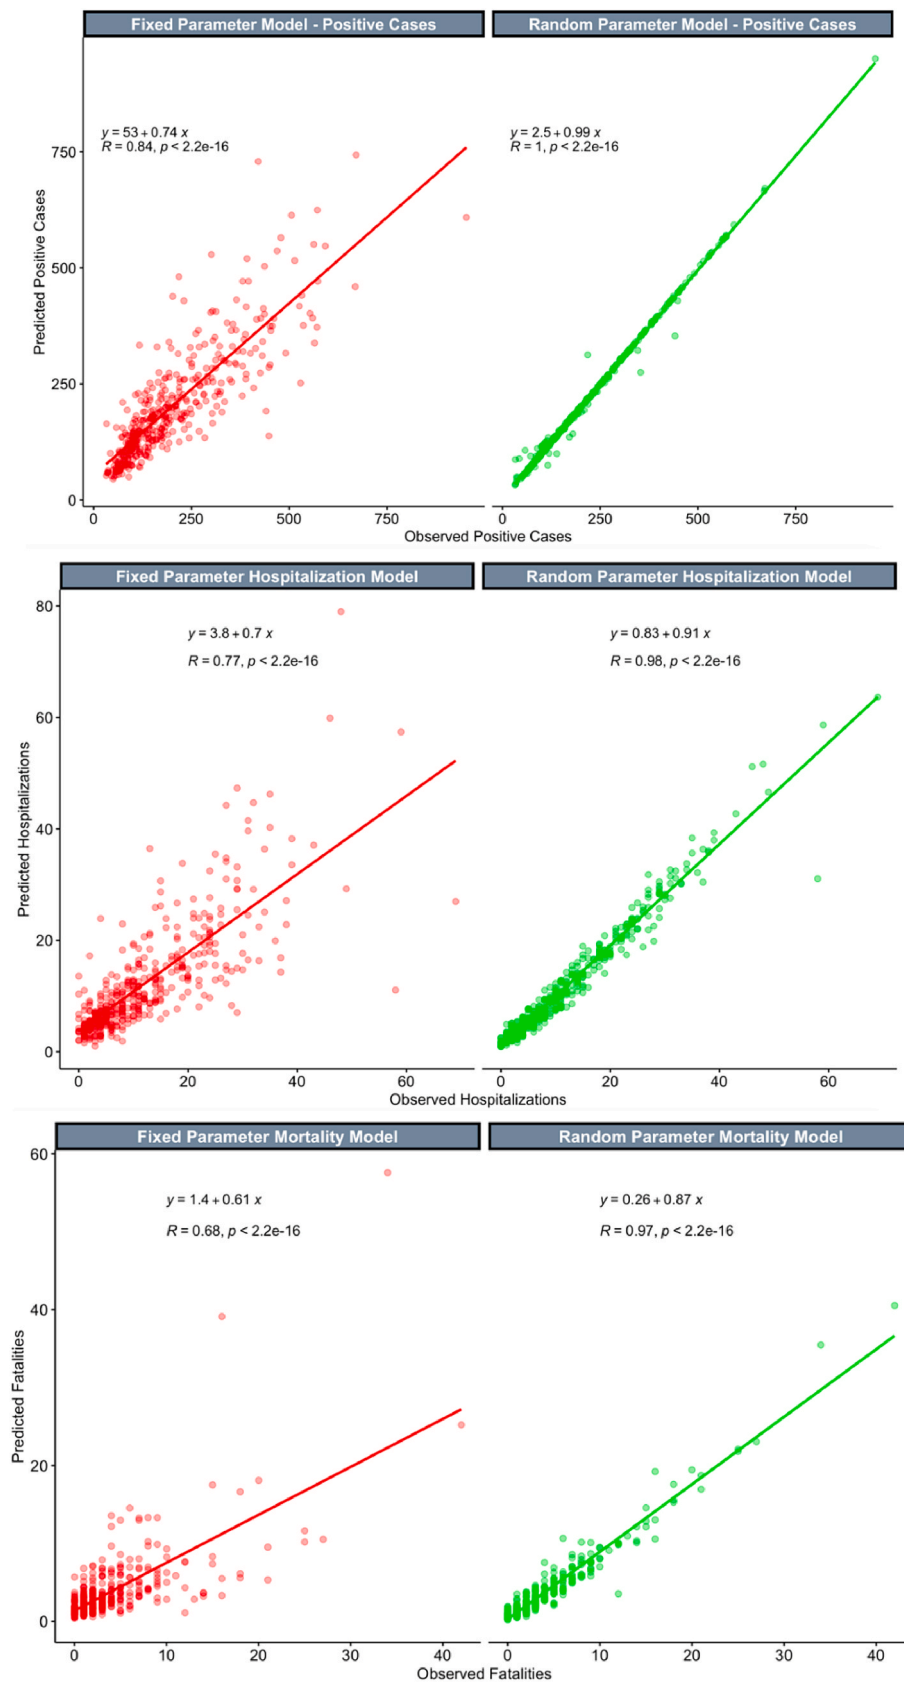 Fixed Parameter Model - Positive Cases
Random Parameter Model - Positive Cases
y = 53 + 0.74 x
R = 0.84, p < 2.2e-16
y = 2.5 + 0.99 x
R = 1, p < 2.2e-16
750
500
250
0
Predicted Positive Cases
0 250 500 750
0 250 500 750
Observed Positive Cases
Fixed Parameter Hospitalization Model
Random Parameter Hospitalization Model
y = 3.8 + 0.7 x
R = 0.77, p < 2.2e-16
y = 0.83 + 0.91 x
R = 0.98, p < 2.2e-16
80
60
40
20
0
Predicted Hospitalizations
0 20 40 60
0 20 40 60
Observed Hospitalizations
Fixed Parameter Mortality Model
Random Parameter Mortality Model
y = 1.4 + 0.61 x
R = 0.68, p < 2.2e-16
y = 0.26 + 0.87 x
R = 0.97, p < 2.2e-16
60
40
20
0
Predicted Fatalities
0 10 20 30 40
0 10 20 30 40
Observed Fatalities